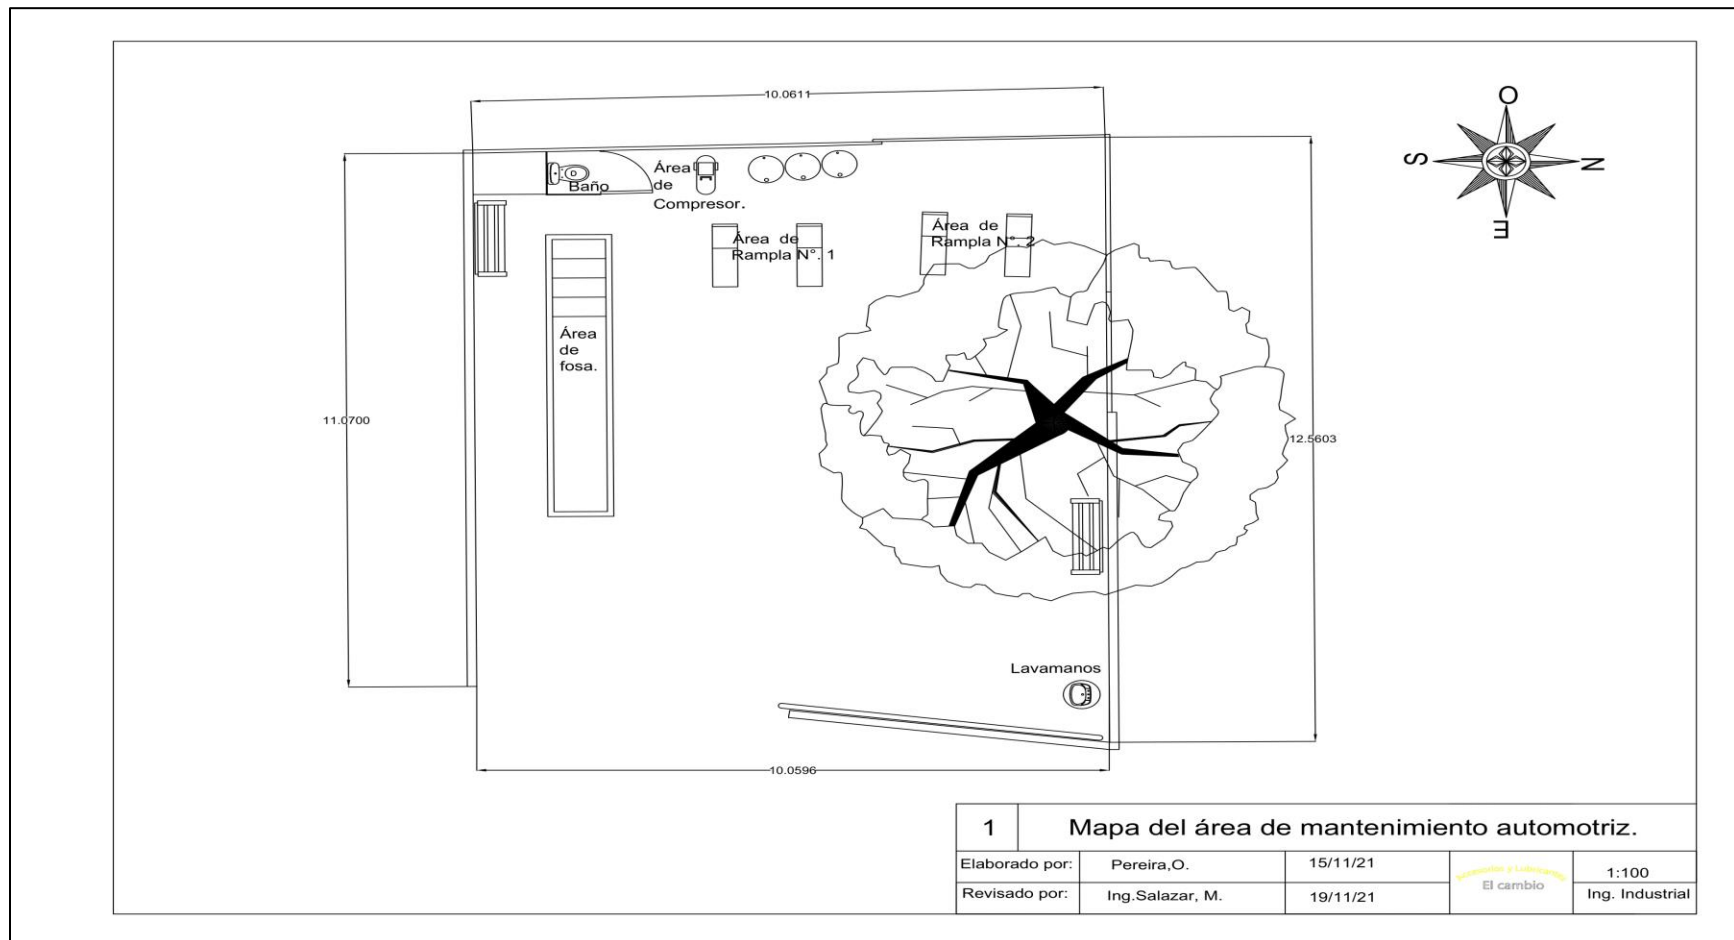 10.0611
O
S
N
E
Baño
Área
de
Compresor.
Área de
Rampla N°. 1
Área de
Rampla N°. 2
Área
de
fosa.
11.0700
12.5603
Lavamanos
10.0596
1
Mapa del área de mantenimiento automotriz.
Elaborado por:
Pereira,O.
15/11/21
Revisado por:
Ing.Salazar, M.
19/11/21
El cambio
1:100
Ing. Industrial